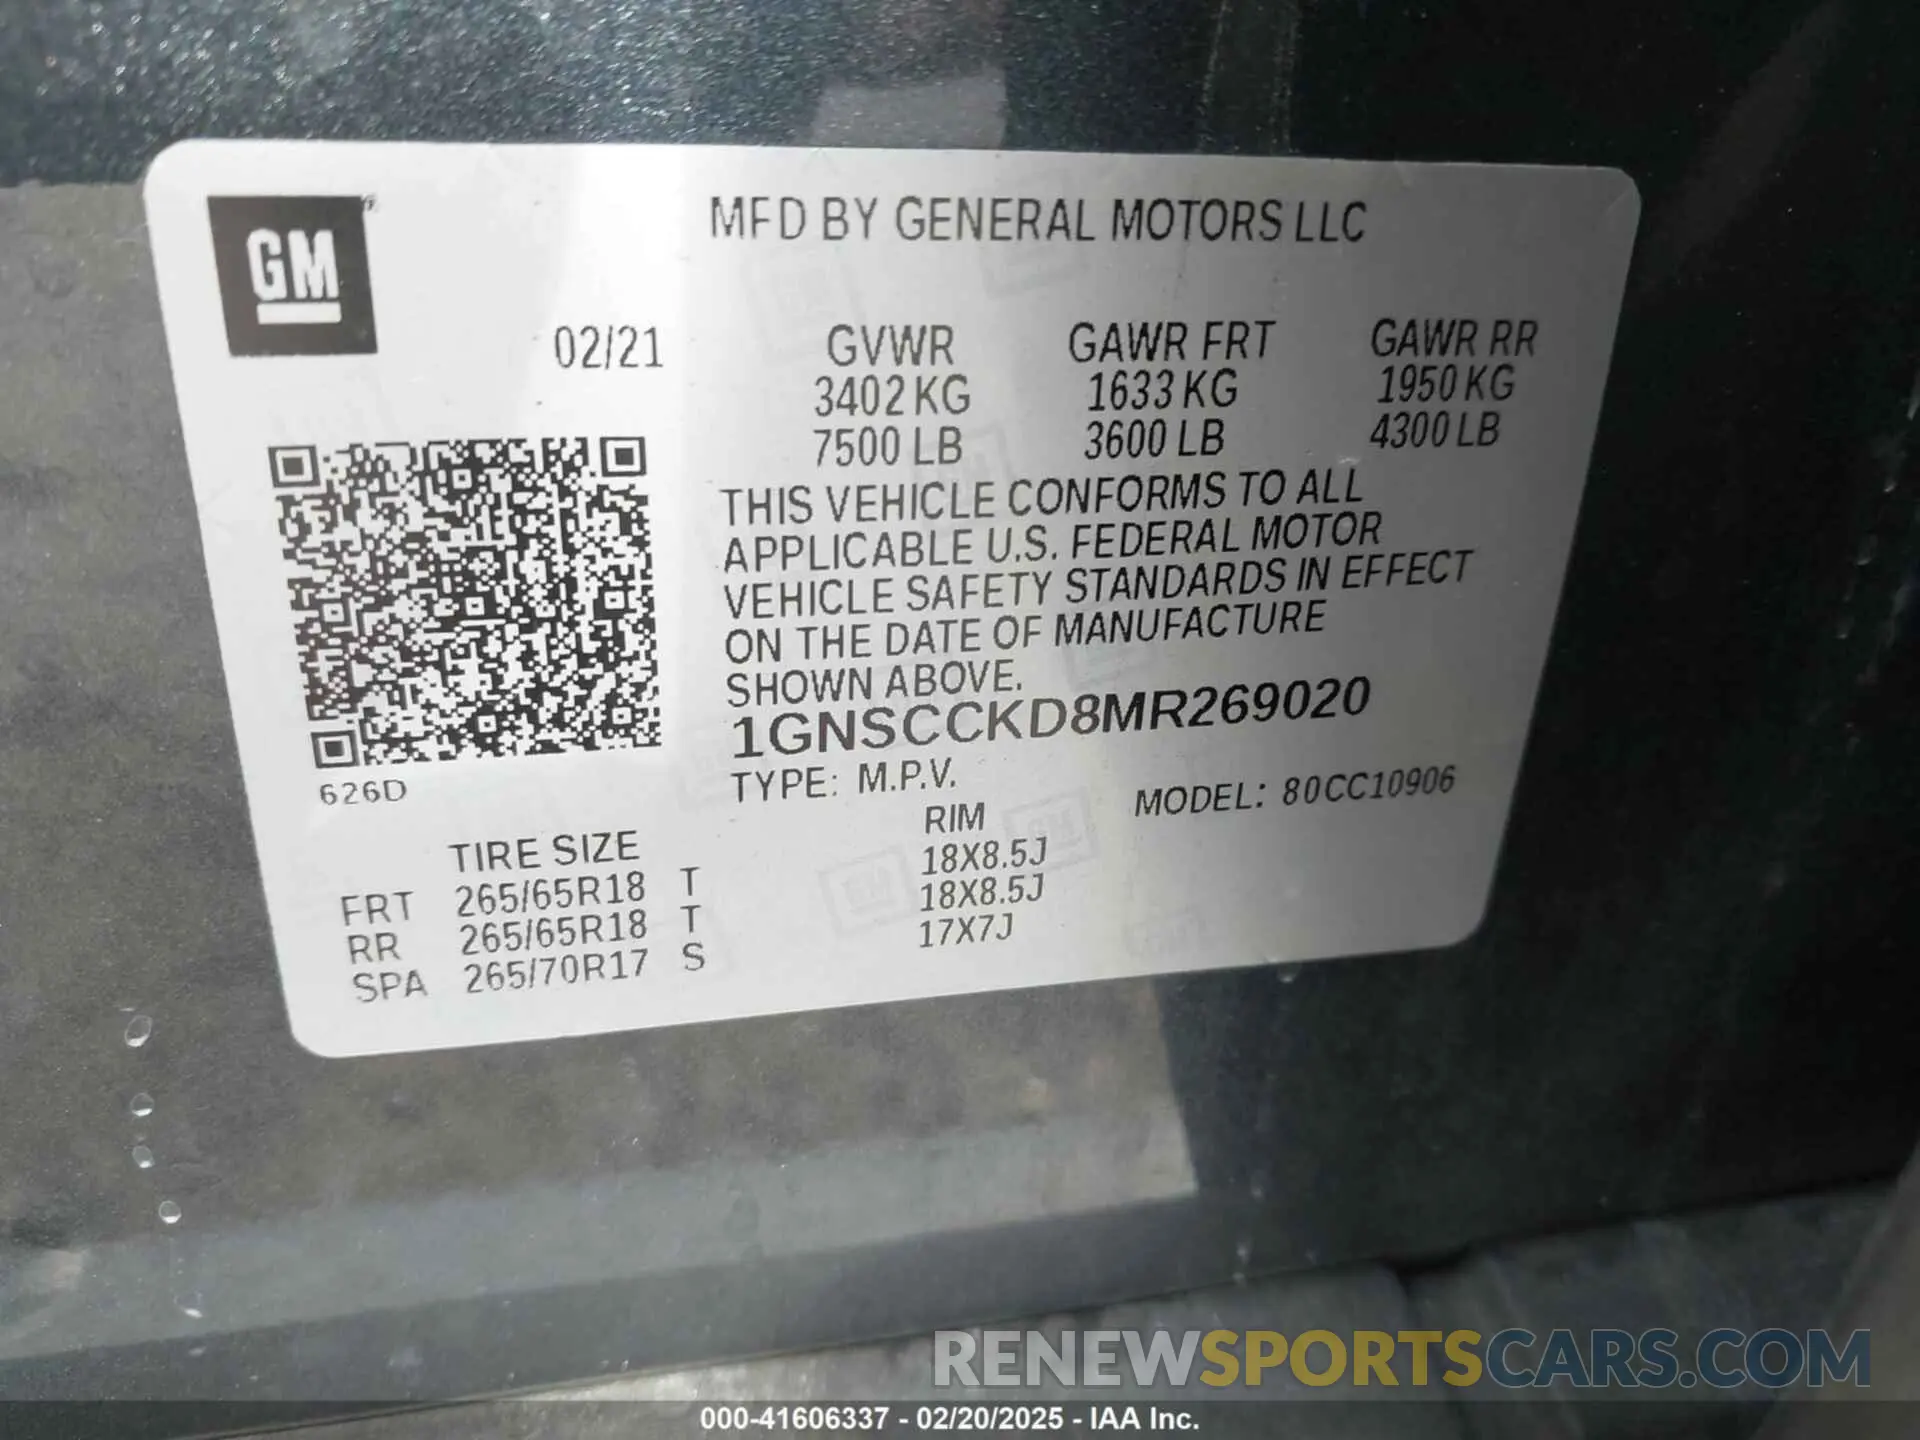 GM
MFD BY GENERAL MOTORS LLC
02/21 GVWR GAWR FRT GAWR RR
3402 KG 1633 KG 1950 KG
7500 LB 3600 LB 4300 LB
THIS VEHICLE CONFORMS TO ALL
APPLICABLE U.S. FEDERAL MOTOR
VEHICLE SAFETY STANDARDS IN EFFECT
ON THE DATE OF MANUFACTURE
SHOWN ABOVE.
1GNSCCKD8MR269020
626D
TYPE: M.P.V. MODEL: 80CC10906
TIRE SIZE RIM
FRT 265/65R18 T 18X8.5J
RR 265/65R18 T 18X8.5J
SPA 265/70R17 S 17X7J
RENEWSPORTSCARS.COM
000-41606337 - 02/20/2025 - IAA Inc.